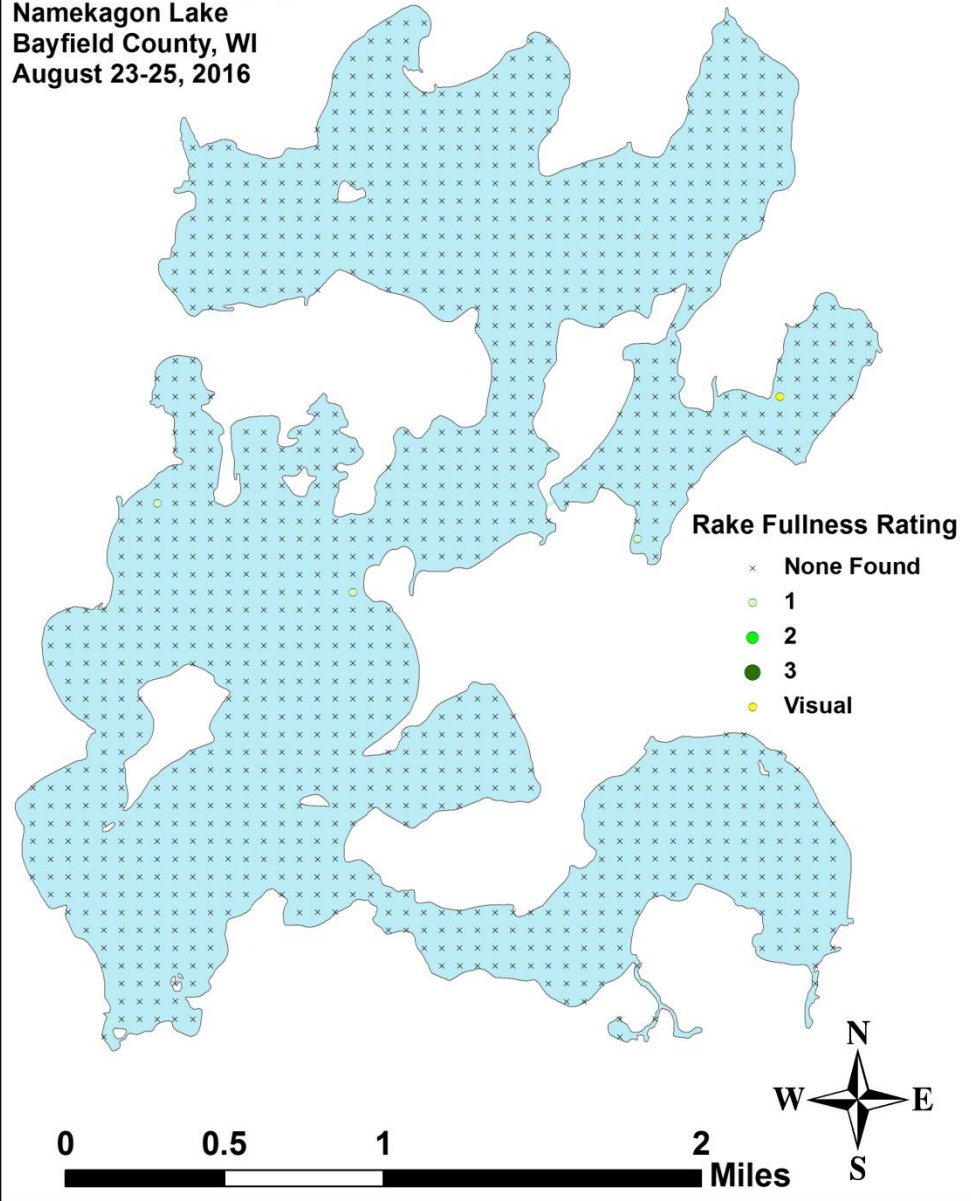 Namekagon Lake
Bayfield County, WI
August 23-25, 2016
Rake Fullness Rating
None Found
1
2
3
Visual
N
W E
S
0 0.5 1 2
Miles